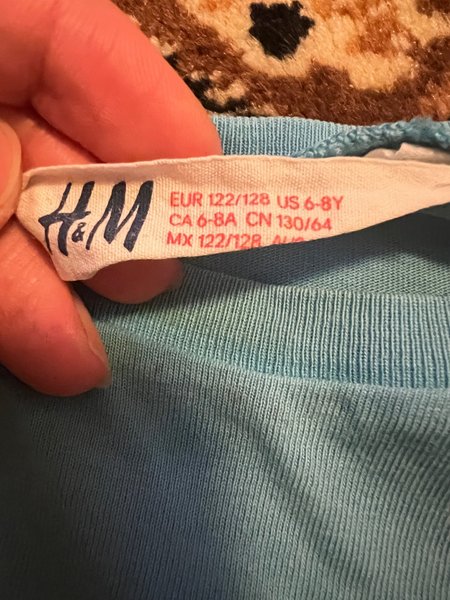 H&M
EUR 122/128 US 6-8Y
CA 6-8A CN 130/64
MX 122/128